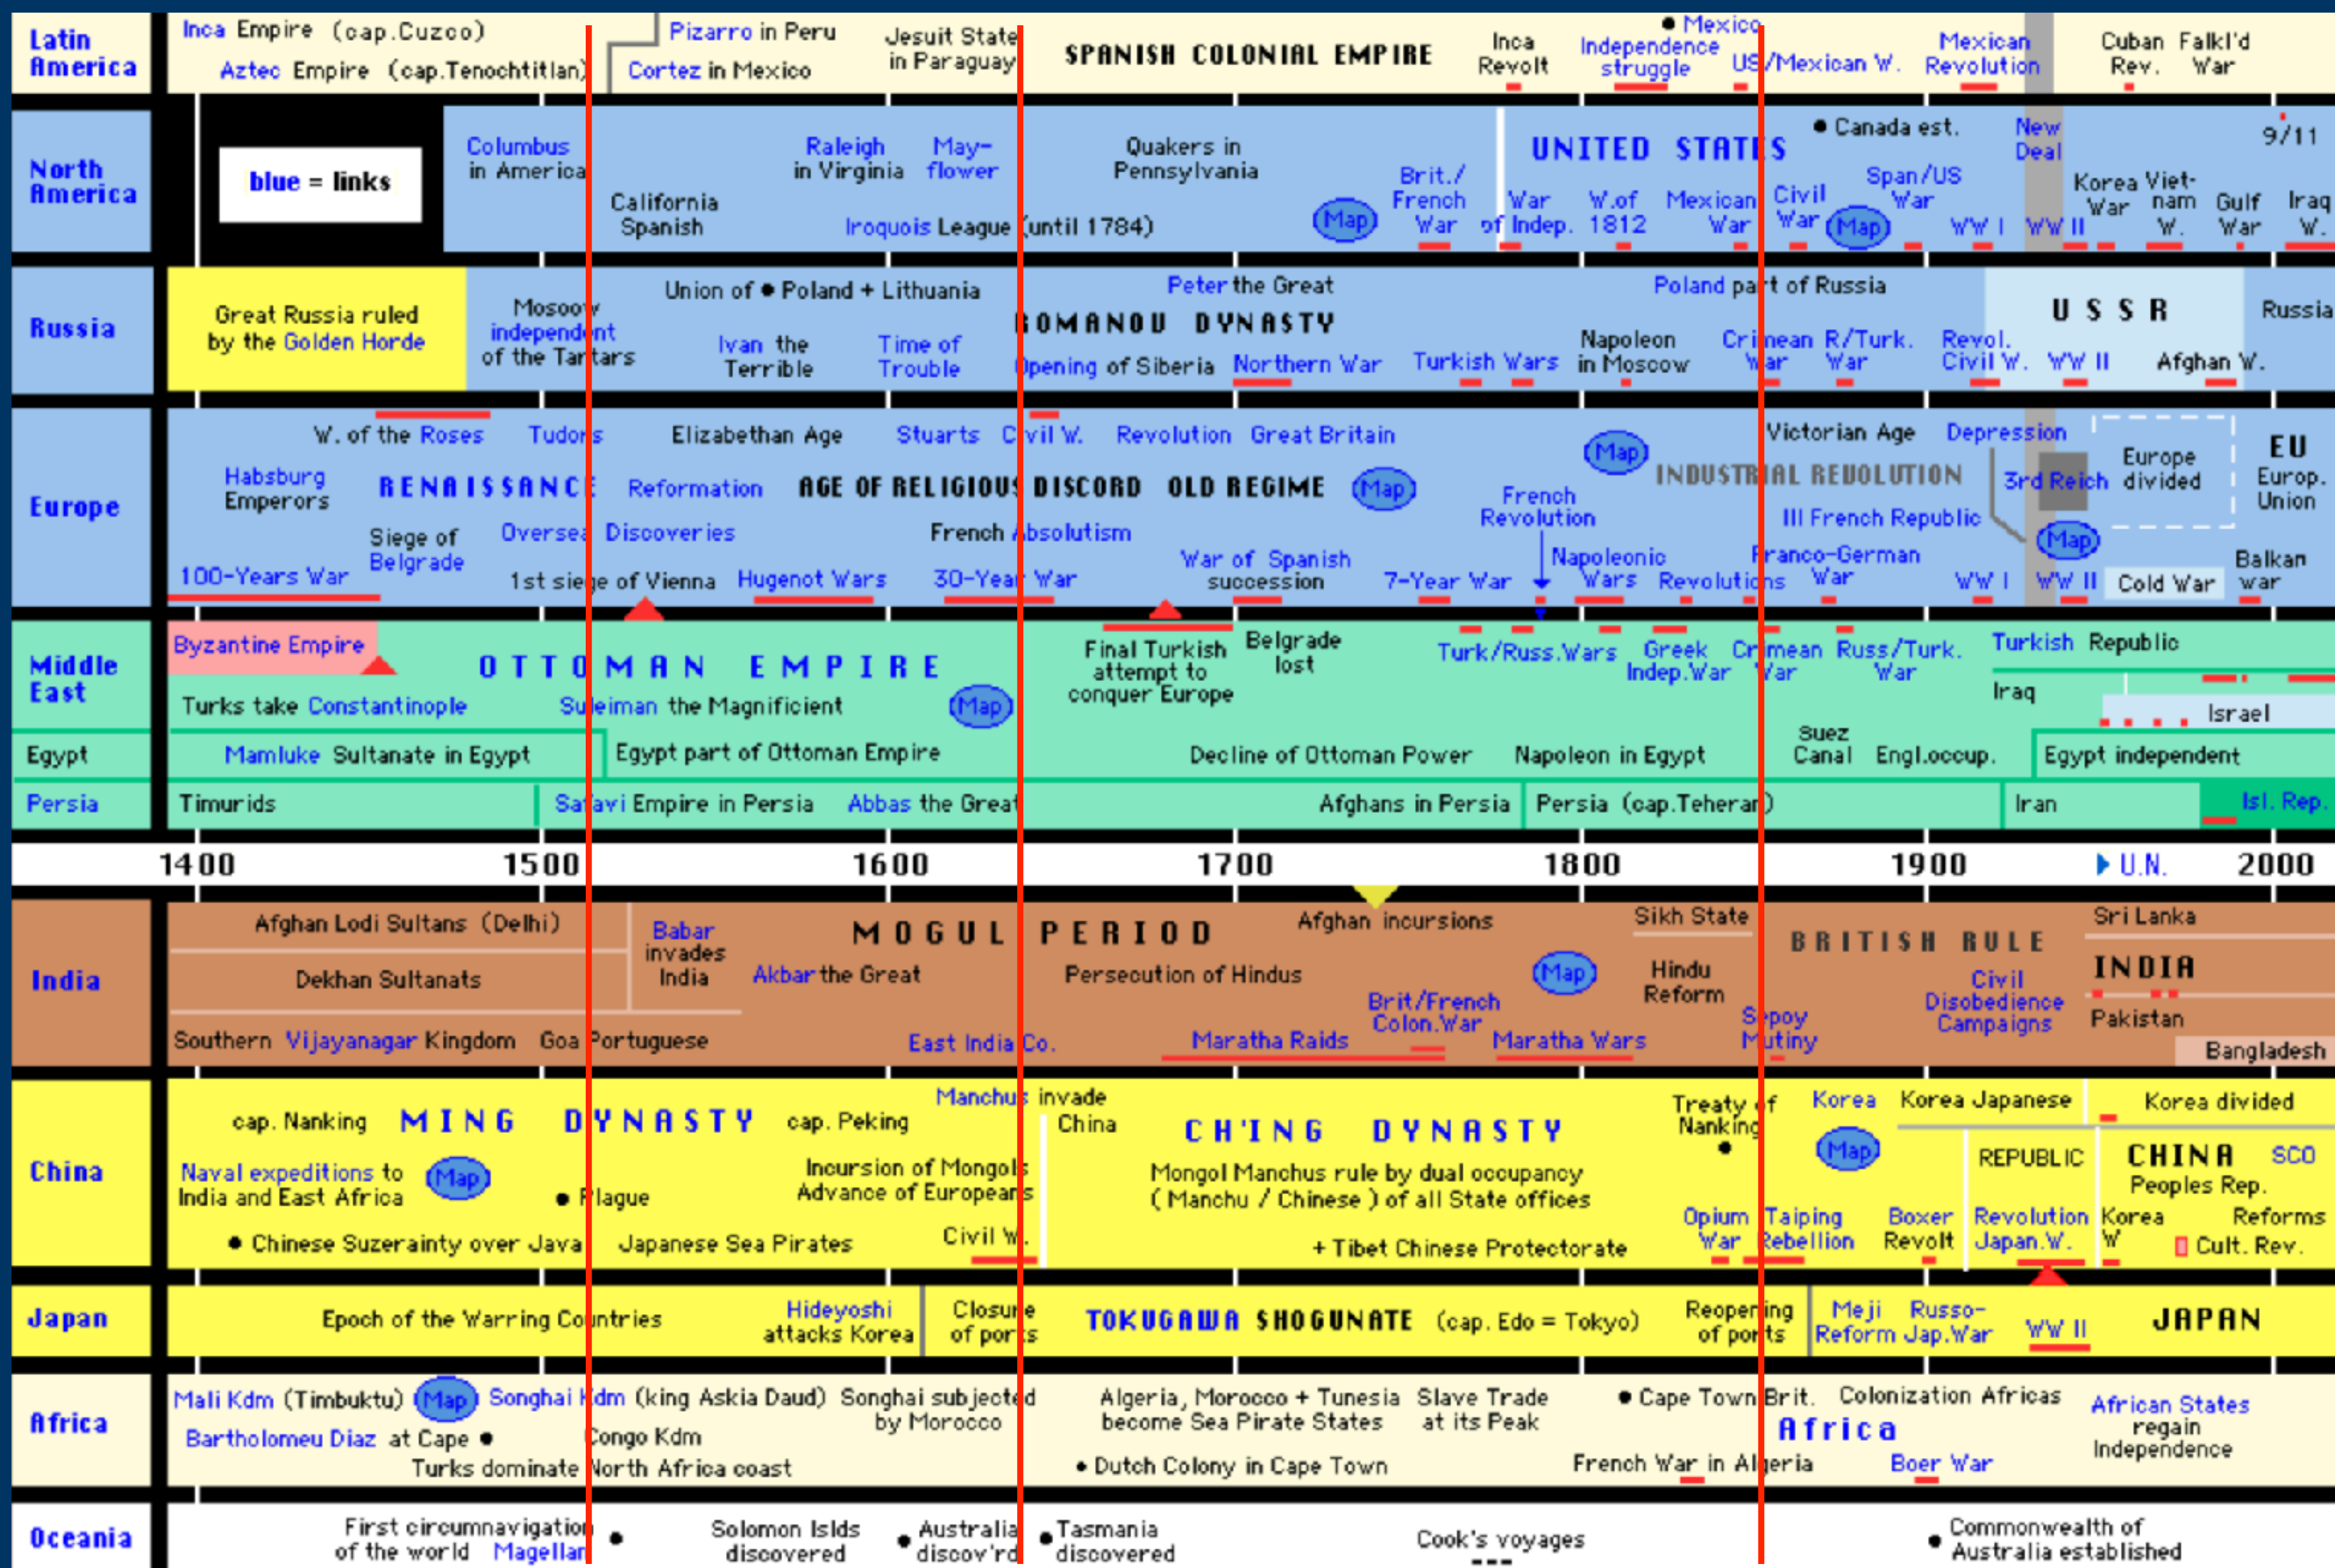 Latin
America
Inca Empire (cap.Cuzco)
Aztec Empire (cap.Tenochtitlan)
Pizarro in Peru
Cortez in Mexico
Jesuit State
in Paraguay
SPANISH COLONIAL EMPIRE
Inca
Revolt
Mexico
Independence
struggle
US/Mexican W.
Mexican
Revolution
Cuban
Rev.
Falkl'd
War
North
America
blue = links
Columbus
in America
California
Spanish
Raleigh
in Virginia
May-
flower
Iroquois League (until 1784)
Quakers in
Pennsylvania
Map
Brit./
French
War
UNITED STATES
War
of Indep.
W.of
1812
Mexican
War
Civil
War
Canada est.
Map
Span/US
War
WW I
New
Deal
WW II
Korea
War
Viet-
nam
W.
Gulf
War
9/11
Iraq
W.
Russia
Great Russia ruled
by the Golden Horde
Moscow
independent
of the Tartars
Union of Poland + Lithuania
Ivan the
Terrible
Time of
Trouble
ROMANOV DYNASTY
Opening of Siberia
Peter the Great
Northern War
Turkish Wars
Napoleon
in Moscow
Poland part of Russia
Crimean
War
R/Turk.
War
Revol.
Civil W.
USSR
WW II
Afghan W.
Russia
Europe
W. of the Roses
Tudors
Elizabethan Age
Stuarts
Civil W.
Revolution
Great Britain
Victorian Age
Depression
Habsburg
Emperors
RENAISSANCE
Reformation
AGE OF RELIGIOUS DISCORD
OLD REGIME
Map
Map
INDUSTRIAL REVOLUTION
3rd Reich
Europe
divided
EU
Europ.
Union
Siege of
Belgrade
Oversea Discoveries
French Absolutism
French
Revolution
III French Republic
Map
100-Years War
1st siege of Vienna
Hugenot Wars
30-Year War
War of Spanish
succession
7-Year War
Napoleonic
Wars
Revolutions
Franco-German
War
WW I
WW II
Cold War
Balkan
war
Middle
East
Byzantine Empire
OTTOMAN EMPIRE
Turks take Constantinople
Suleiman the Magnificient
Map
Final Turkish
attempt to
conquer Europe
Belgrade
lost
Turk/Russ.Wars
Greek
Indep.War
Crimean
War
Russ/Turk.
War
Turkish Republic
Iraq
Israel
Egypt
Mamluke Sultanate in Egypt
Egypt part of Ottoman Empire
Decline of Ottoman Power
Napoleon in Egypt
Suez
Canal
Engl.occup.
Egypt independent
Persia
Timurids
Safavi Empire in Persia
Abbas the Great
Afghans in Persia
Persia (cap.Teheran)
Iran
Isl. Rep.
1400
1500
1600
1700
1800
1900
U.N.
2000
India
Afghan Lodi Sultans (Delhi)
Dekhan Sultanats
Southern Vijayanagar Kingdom
Goa Portuguese
Babar
invades
India
MOGUL PERIOD
Akbar the Great
East India Co.
Persecution of Hindus
Afghan incursions
Maratha Raids
Brit/French
Colon.War
Map
Maratha Wars
Sikh State
Hindu
Reform
Sepoy
Mutiny
BRITISH RULE
Civil
Disobedience
Campaigns
Sri Lanka
INDIA
Pakistan
Bangladesh
China
cap. Nanking
MING DYNASTY
cap. Peking
Naval expeditions to
India and East Africa
Map
Plague
Chinese Suzerainty over Java
Japanese Sea Pirates
Manchus invade
China
Incursion of Mongols
Advance of Europeans
Civil W.
CH'ING DYNASTY
Mongol Manchus rule by dual occupancy
( Manchu / Chinese ) of all State offices
+ Tibet Chinese Protectorate
Treaty of
Nanking
Opium
War
Taiping
Rebellion
Korea
Map
Boxer
Revolt
Korea Japanese
REPUBLIC
Revolution
Japan.W.
Korea divided
CHINA
Peoples Rep.
SCO
Korea
W
Reforms
Cult. Rev.
Japan
Epoch of the Warring Countries
Hideyoshi
attacks Korea
Closure
of ports
TOKUGAWA SHOGUNATE (cap. Edo = Tokyo)
Reopening
of ports
Meji
Reform
Russo-
Jap.War
WW II
JAPAN
Africa
Mali Kdm (Timbuktu)
Map
Songhai Kdm (king Askia Daud)
Songhai subjected
by Morocco
Bartholomeu Diaz at Cape
Congo Kdm
Turks dominate North Africa coast
Algeria, Morocco + Tunesia
become Sea Pirate States
Slave Trade
at its Peak
Dutch Colony in Cape Town
Cape Town Brit.
Colonization Africas
Africa
French War in Algeria
Boer War
African States
regain
Independence
Oceania
First circumnavigation
of the world Magellan
Solomon Islds
discovered
Australia
discov'rd
Tasmania
discovered
Cook's voyages
Commonwealth of
Australia established